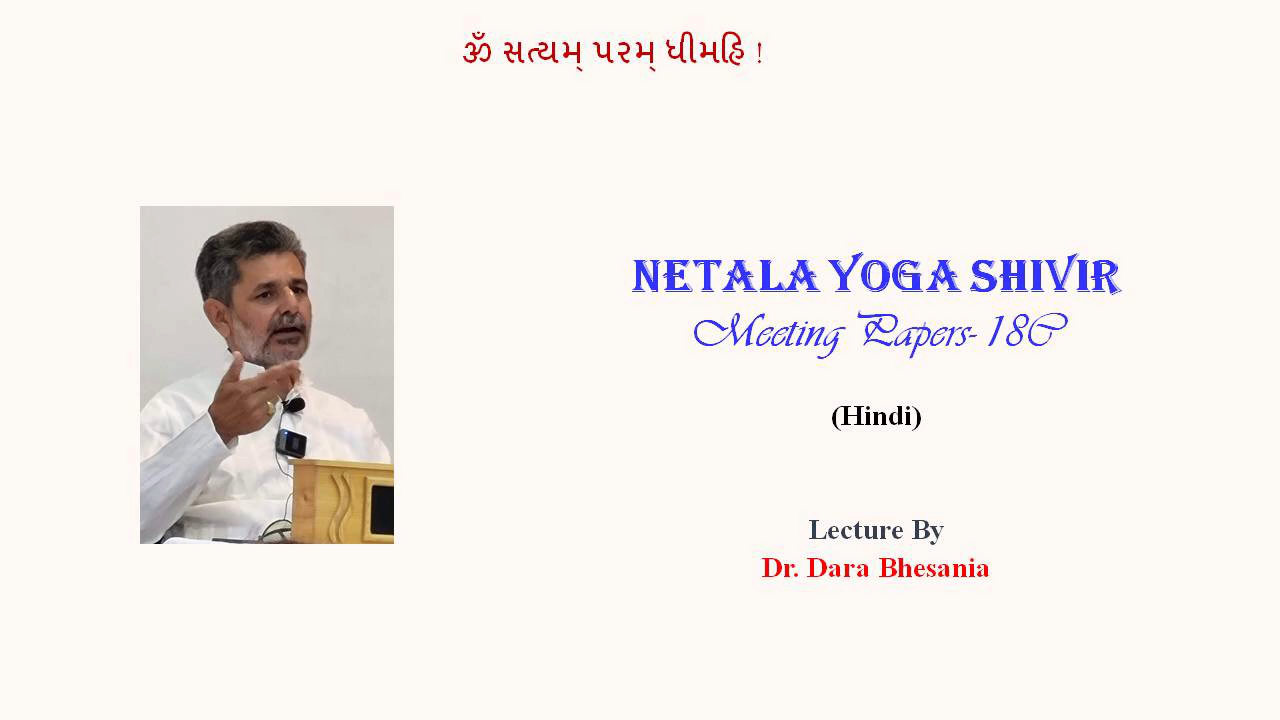 ૐ સત્યમ્ પરમ્ ધીમહિ !
NETALA YOGA SHIVIR
Meeting Papers- 18C
(Hindi)
Lecture By
Dr. Dara Bhesania